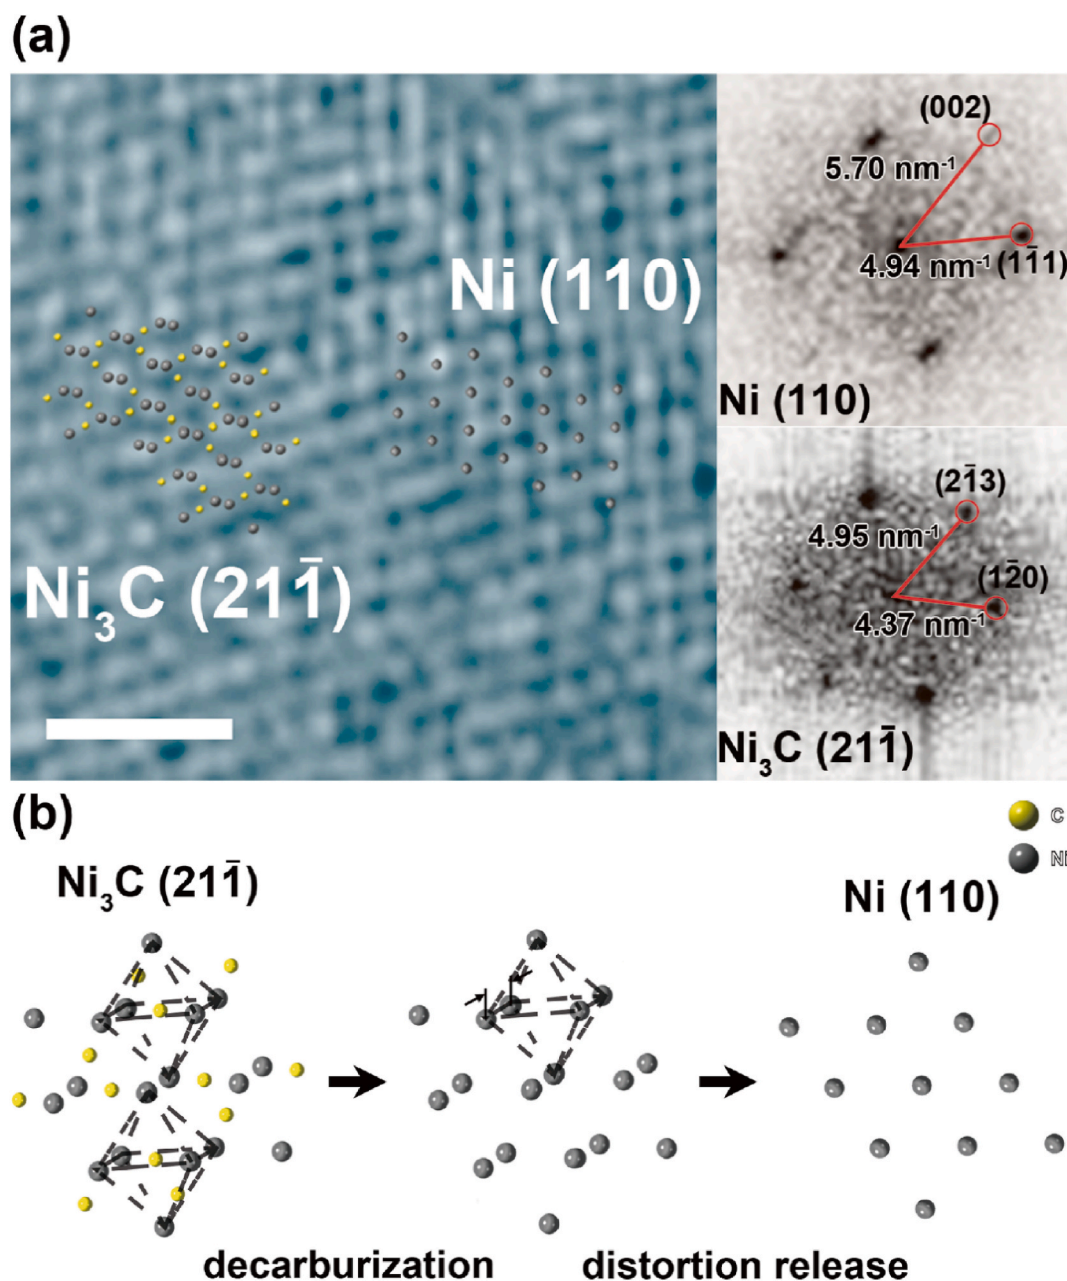 (a)
Ni (110)
Ni₃C (211̄)
(002)
5.70 nm⁻¹
4.94 nm⁻¹
(11̄1)
Ni (110)
(21̄3)
4.95 nm⁻¹
(12̄0)
4.37 nm⁻¹
Ni₃C (211̄)
(b)
C
Ni
Ni₃C (211̄)
Ni (110)
decarburization
distortion release